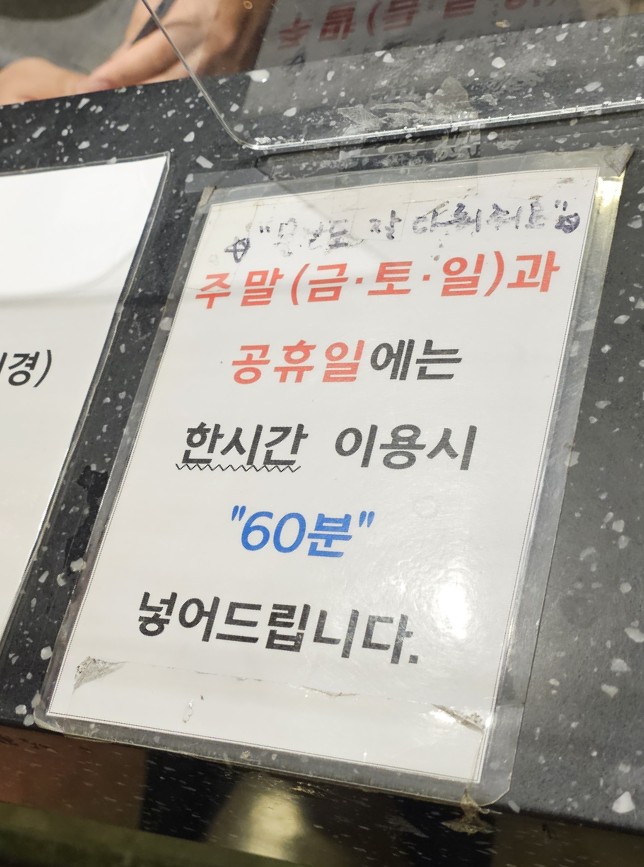 주말(금·토·일)과
공휴일에는
한시간 이용시
"60분"
넣어드립니다.
경)